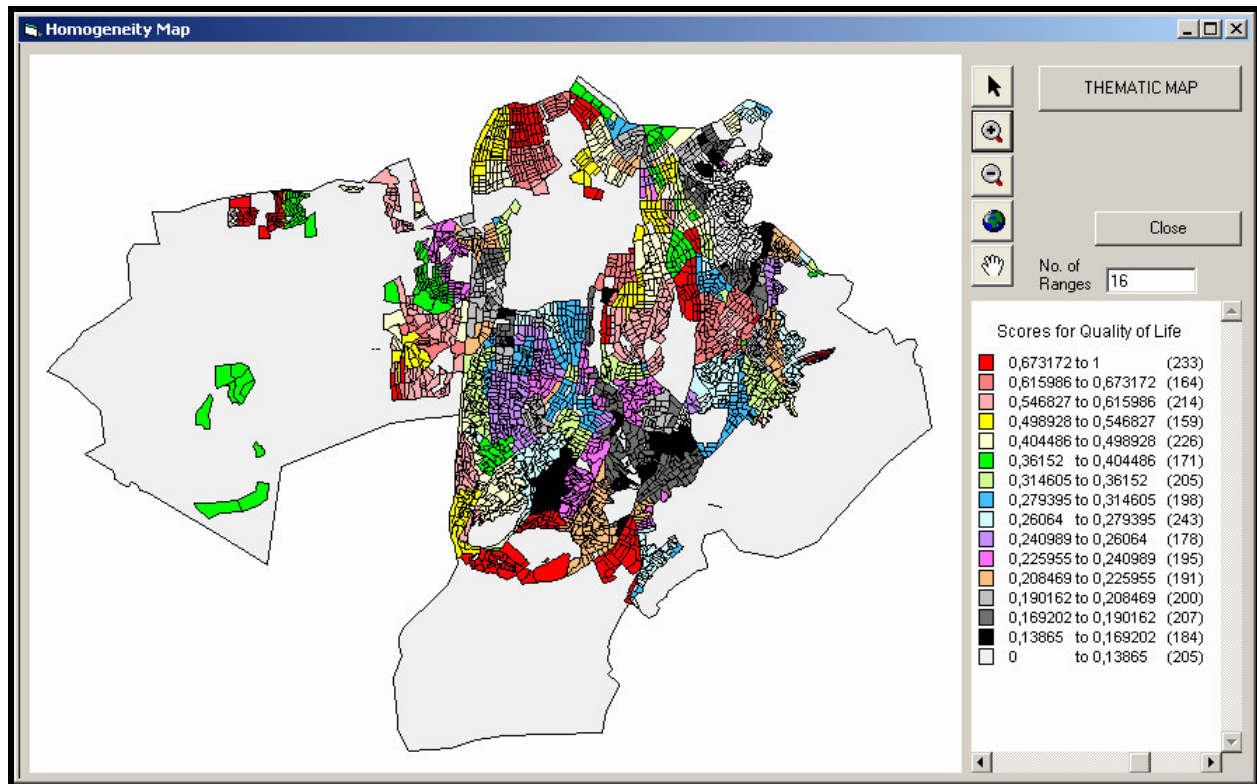 Homogeneity Map
THEMATIC MAP
Close
No. of
Ranges 16
Scores for Quality of Life
0,673172 to 1 (233)
0,615986 to 0,673172 (164)
0,546827 to 0,615986 (214)
0,498928 to 0,546827 (159)
0,404486 to 0,498928 (226)
0,36152 to 0,404486 (171)
0,314605 to 0,36152 (205)
0,279395 to 0,314605 (198)
0,26064 to 0,279395 (243)
0,240989 to 0,26064 (178)
0,225955 to 0,240989 (195)
0,208469 to 0,225955 (191)
0,190162 to 0,208469 (200)
0,169202 to 0,190162 (207)
0,13865 to 0,169202 (184)
0 to 0,13865 (205)